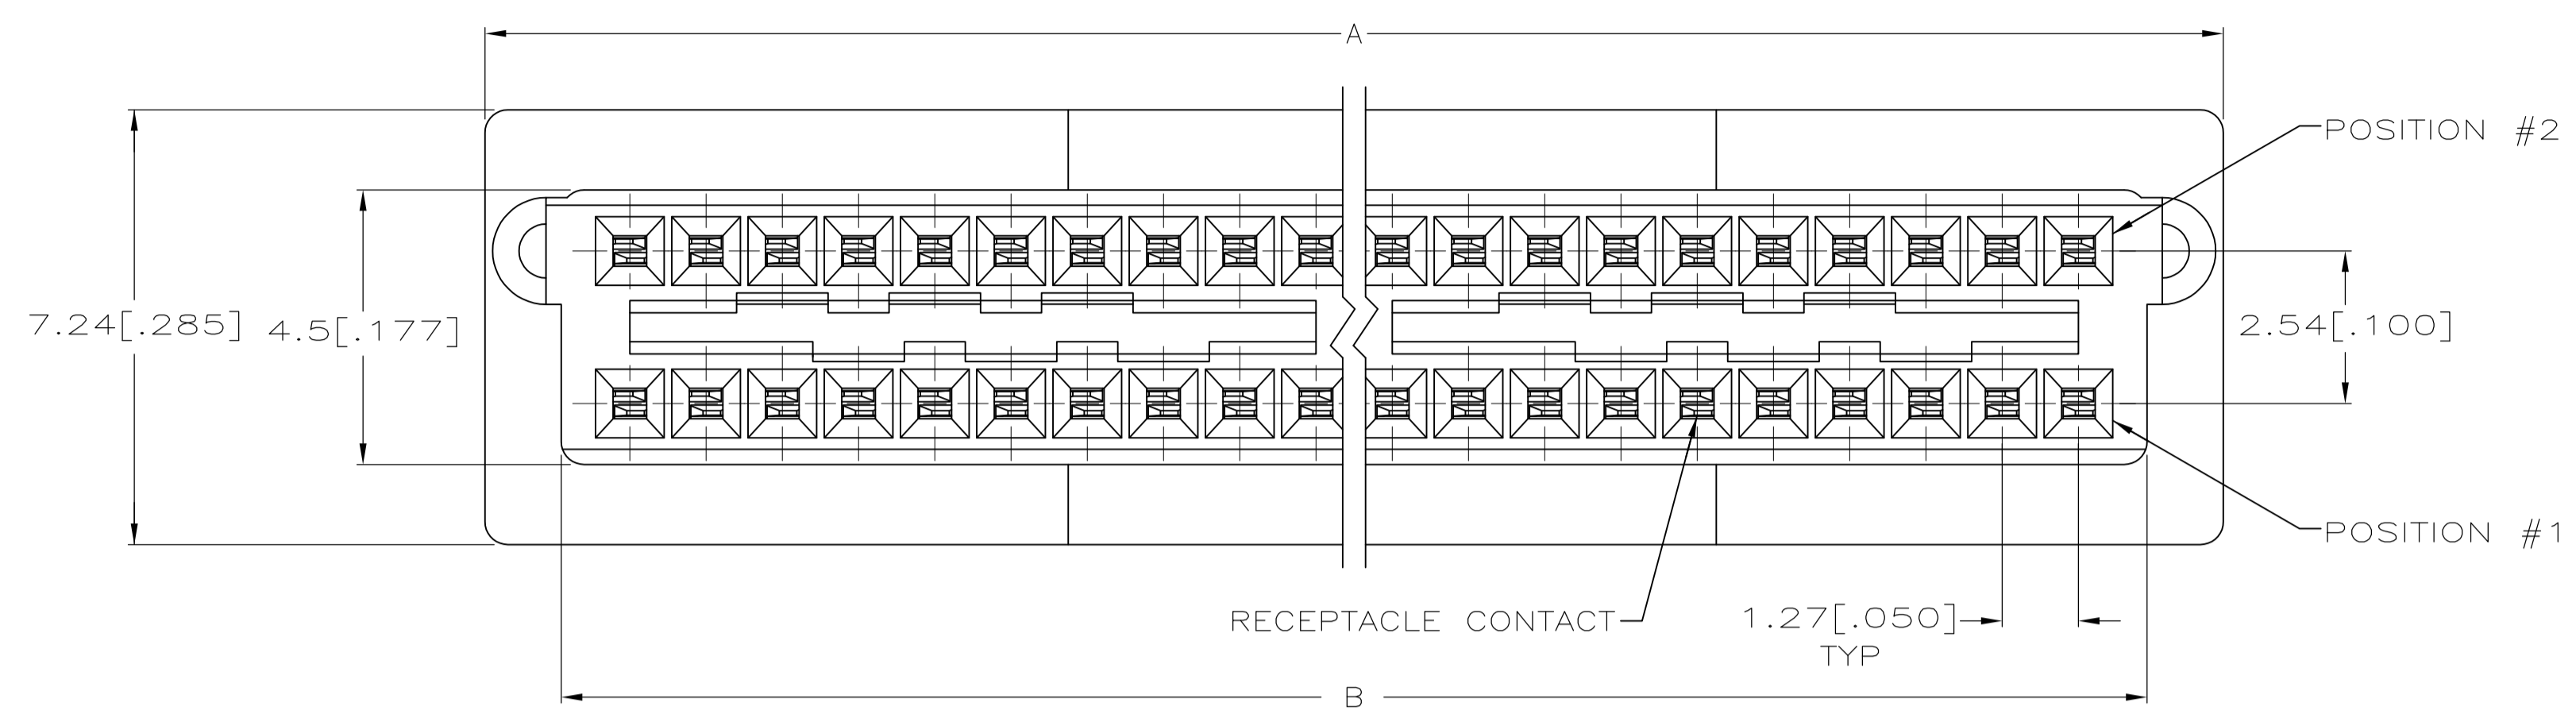 A
POSITION #2
7.24[.285]
4.5[.177]
2.54[.100]
POSITION #1
RECEPTACLE CONTACT
1.27[.050]
TYP
B